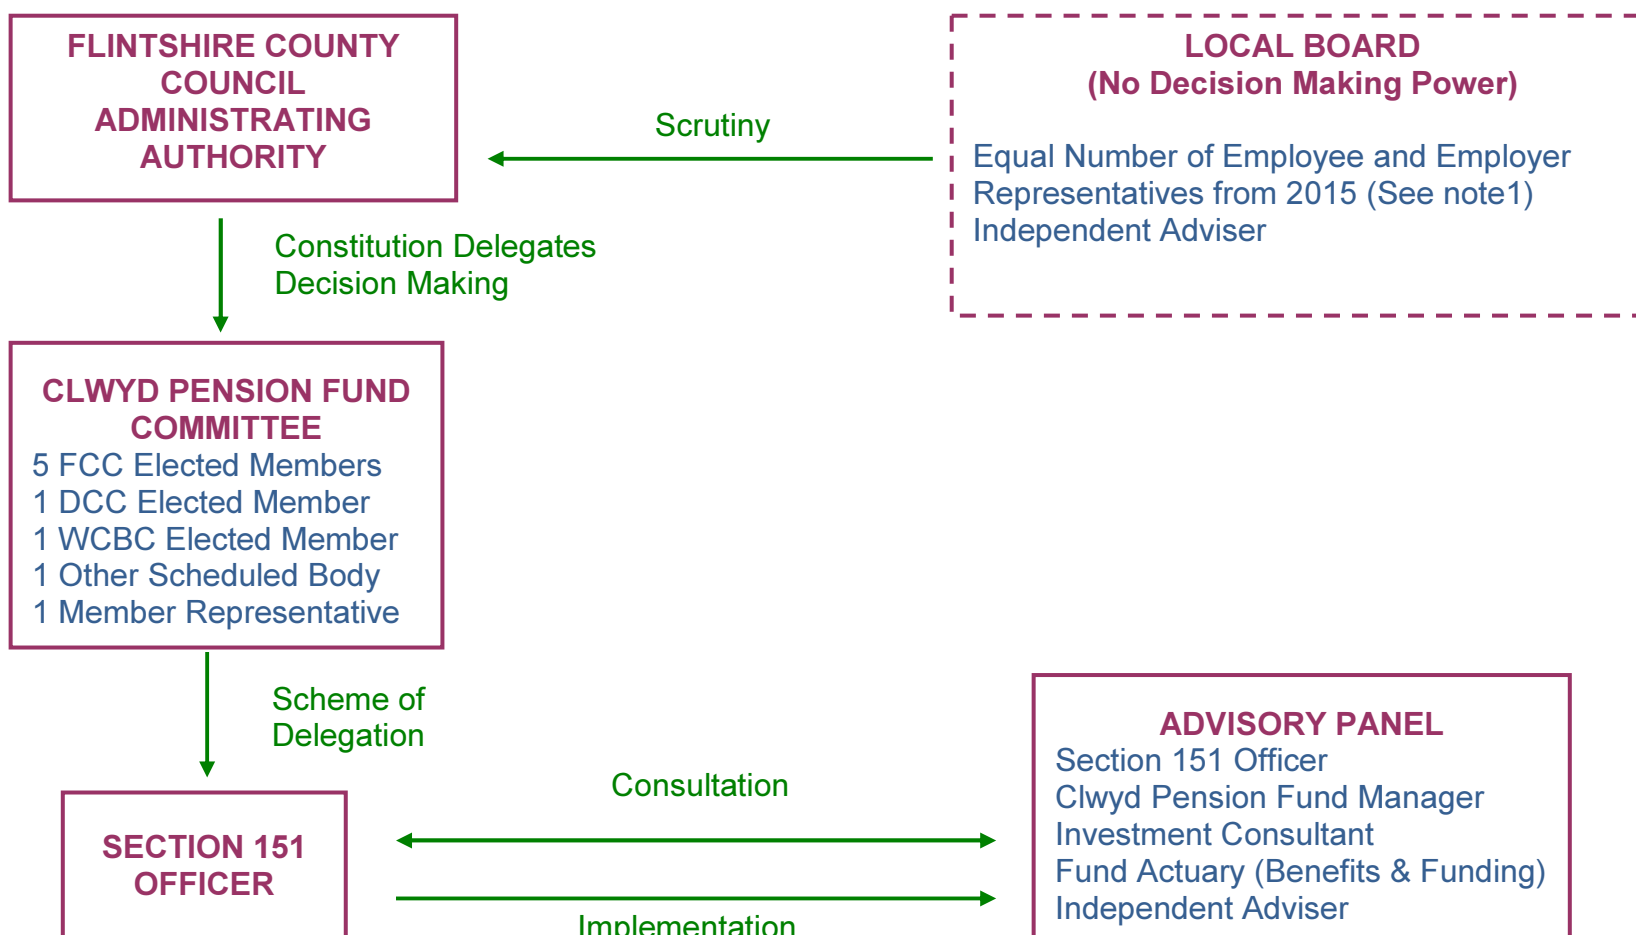 FLINTSHIRE COUNTY
COUNCIL
ADMINISTRATING
AUTHORITY
Scrutiny
LOCAL BOARD
(No Decision Making Power)
Equal Number of Employee and Employer
Representatives from 2015 (See note1)
Independent Adviser
Constitution Delegates
Decision Making
CLWYD PENSION FUND
COMMITTEE
5 FCC Elected Members
1 DCC Elected Member
1 WCBC Elected Member
1 Other Scheduled Body
1 Member Representative
Scheme of
Delegation
SECTION 151
OFFICER
Consultation
Implementation
ADVISORY PANEL
Section 151 Officer
Clwyd Pension Fund Manager
Investment Consultant
Fund Actuary (Benefits & Funding)
Independent Adviser